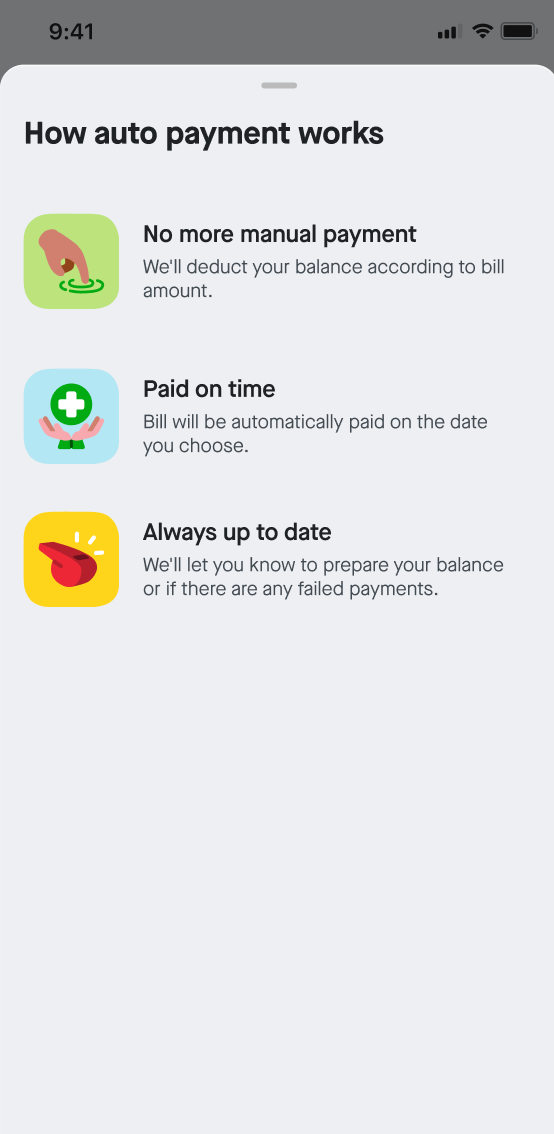 9:41
How auto payment works
No more manual payment
We'll deduct your balance according to bill
amount.
Paid on time
Bill will be automatically paid on the date
you choose.
Always up to date
We'll let you know to prepare your balance
or if there are any failed payments.